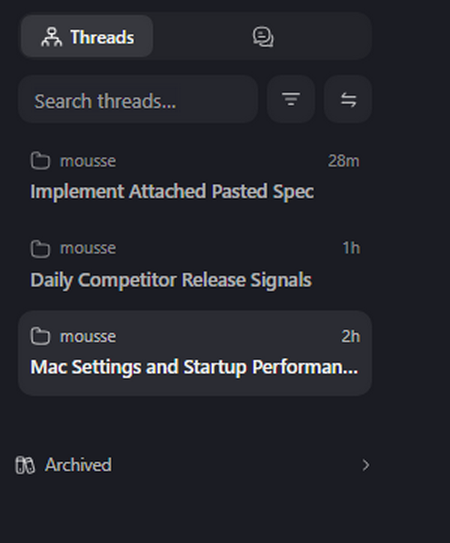 Threads
Search threads...
mousse 28m
Implement Attached Pasted Spec
mousse 1h
Daily Competitor Release Signals
mousse 2h
Mac Settings and Startup Performan...
Archived